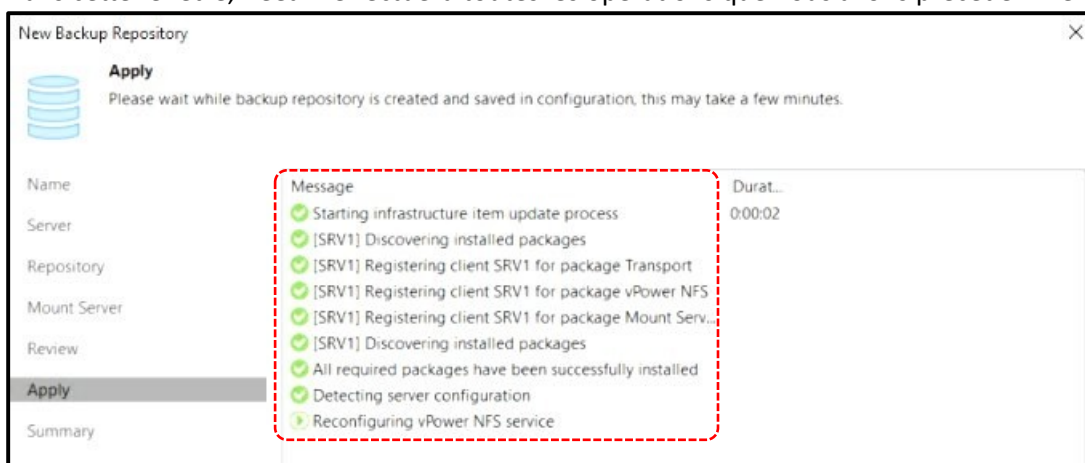 New Backup Repository
Apply
Please wait while backup repository is created and saved in configuration, this may take a few minutes.
Name
Server
Repository
Mount Server
Review
Apply
Summary
Message Durat...
Starting infrastructure item update process 0:00:02
[SRV1] Discovering installed packages
[SRV1] Registering client SRV1 for package Transport
[SRV1] Registering client SRV1 for package vPower NFS
[SRV1] Registering client SRV1 for package Mount Serv...
[SRV1] Discovering installed packages
All required packages have been successfully installed
Detecting server configuration
Reconfiguring vPower NFS service